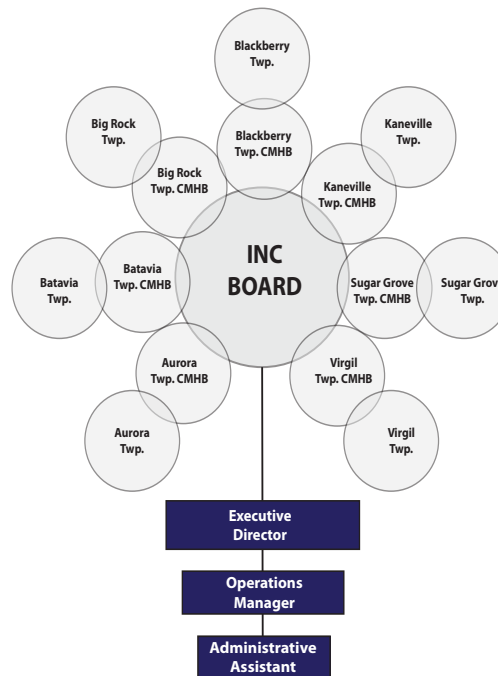 Blackberry
Twp.
Big Rock
Twp.
Blackberry
Twp. CMHB
Kaneville
Twp.
Big Rock
Twp. CMHB
Kaneville
Twp. CMHB
INC
BOARD
Batavia
Twp.
Batavia
Twp. CMHB
Sugar Grove
Twp. CMHB
Sugar Grove
Twp.
Aurora
Twp. CMHB
Virgil
Twp. CMHB
Aurora
Twp.
Virgil
Twp.
Executive
Director
Operations
Manager
Administrative
Assistant